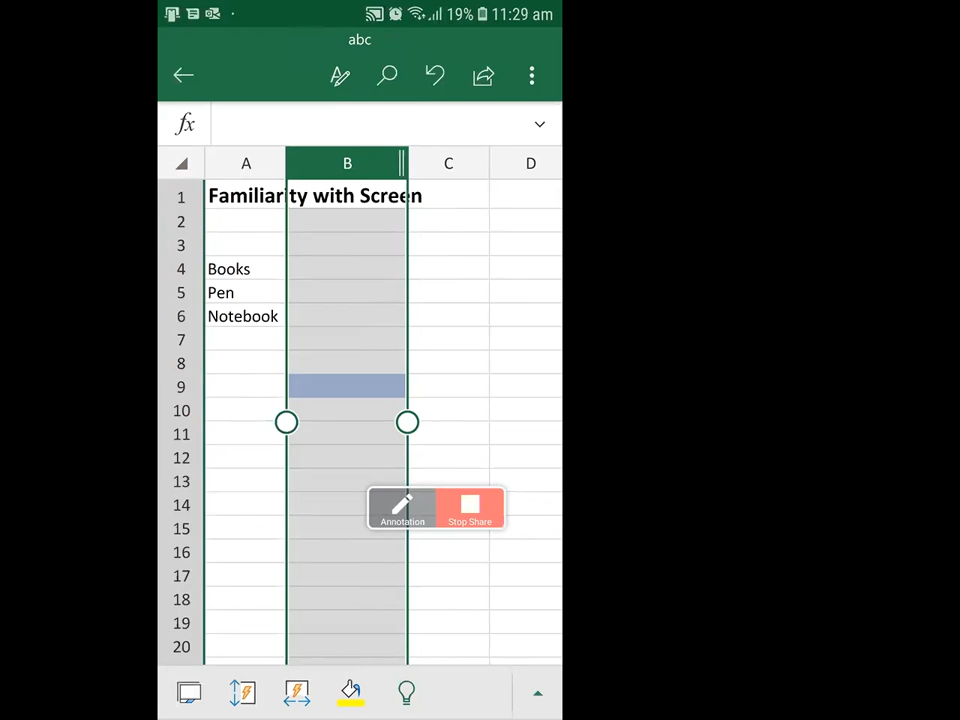 19% 11:29 am
abc
fx
A B C D
1 Familiarity with Screen
2
3
4 Books
5 Pen
6 Notebook
7
8
9
10
11
12
13
14
Annotation Stop Share
15
16
17
18
19
20